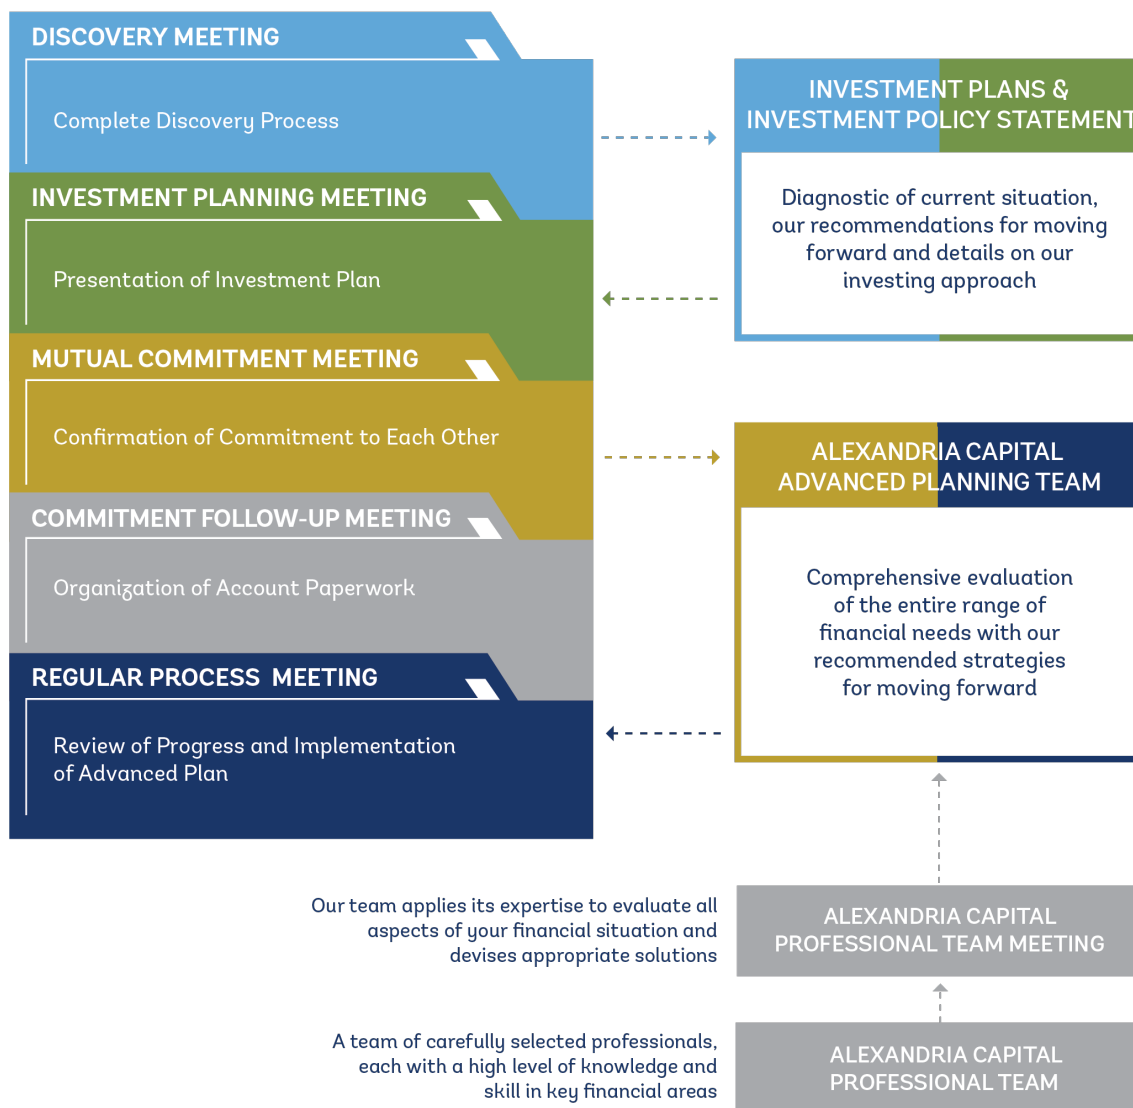 DISCOVERY MEETING
Complete Discovery Process
INVESTMENT PLANNING MEETING
Presentation of Investment Plan
MUTUAL COMMITMENT MEETING
Confirmation of Commitment to Each Other
COMMITMENT FOLLOW-UP MEETING
Organization of Account Paperwork
REGULAR PROCESS MEETING
Review of Progress and Implementation
of Advanced Plan
INVESTMENT PLANS &
INVESTMENT POLICY STATEMENT
Diagnostic of current situation,
our recommendations for moving
forward and details on our
investing approach
ALEXANDRIA CAPITAL
ADVANCED PLANNING TEAM
Comprehensive evaluation
of the entire range of
financial needs with our
recommended strategies
for moving forward
Our team applies its expertise to evaluate all
aspects of your financial situation and
devises appropriate solutions
ALEXANDRIA CAPITAL
PROFESSIONAL TEAM MEETING
A team of carefully selected professionals,
each with a high level of knowledge and
skill in key financial areas
ALEXANDRIA CAPITAL
PROFESSIONAL TEAM